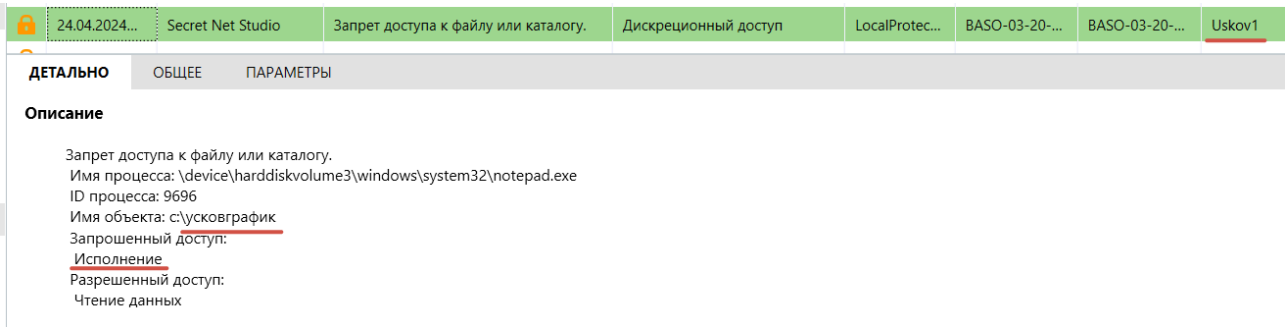 24.04.2024... Secret Net Studio Запрет доступа к файлу или каталогу. Дискреционный доступ LocalProtec... BASO-03-20-... BASO-03-20-... Uskov1
ДЕТАЛЬНО ОБЩЕЕ ПАРАМЕТРЫ
Описание
Запрет доступа к файлу или каталогу.
Имя процесса: \device\harddiskvolume3\windows\system32\notepad.exe
ID процесса: 9696
Имя объекта: c:\усковграфик
Запрошенный доступ:
Исполнение
Разрешенный доступ:
Чтение данных